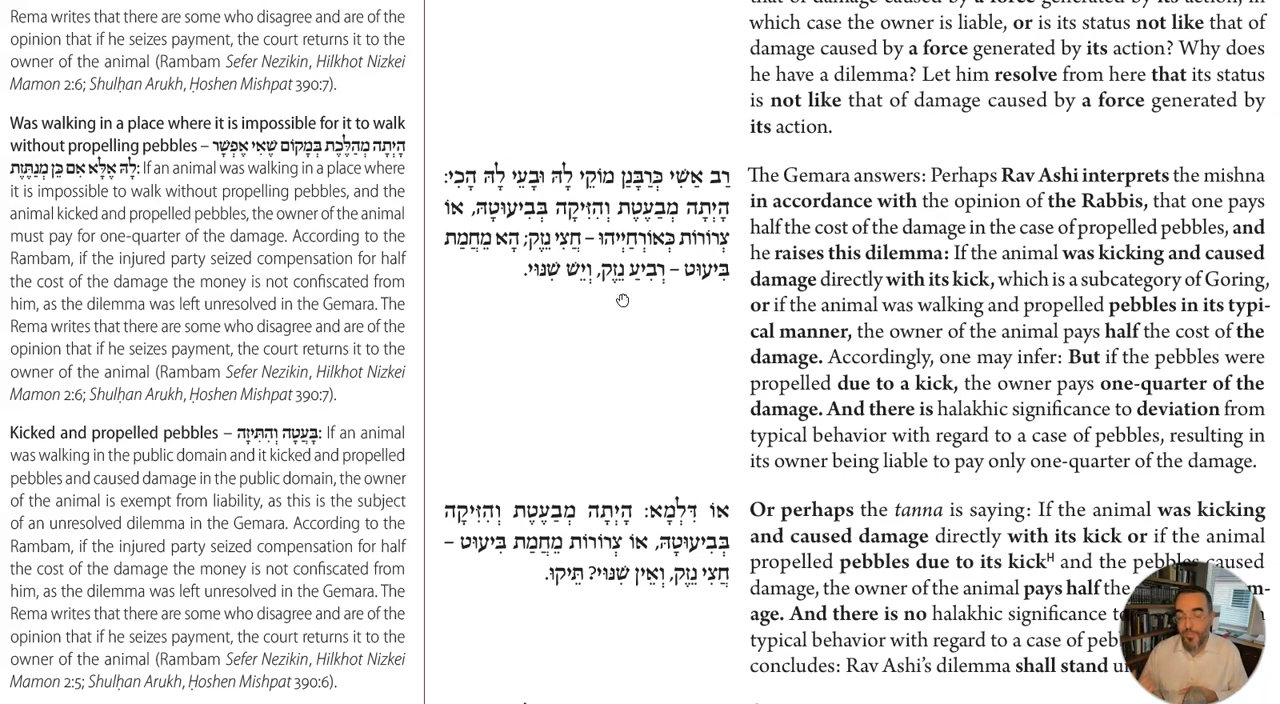 Rema writes that there are some who disagree and are of the
opinion that if he seizes payment, the court returns it to the
owner of the animal (Rambam Sefer Nezikin, Hilkhot Nizkei
Mamon 2:6; Shulḥan Arukh, Ḥoshen Mishpat 390:7).
Was walking in a place where it is impossible for it to walk
without propelling pebbles – הָיְתָה מְהַלֶּכֶת בְּמָקוֹם שֶׁאִי אֶפְשָׁר
לָהּ אֶלָּא אִם כֵּן מְנַתֶּזֶת: If an animal was walking in a place where
it is impossible to walk without propelling pebbles, and the
animal kicked and propelled pebbles, the owner of the animal
must pay for one-quarter of the damage. According to the
Rambam, if the injured party seized compensation for half
the cost of the damage the money is not confiscated from
him, as the dilemma was left unresolved in the Gemara. The
Rema writes that there are some who disagree and are of the
opinion that if he seizes payment, the court returns it to the
owner of the animal (Rambam Sefer Nezikin, Hilkhot Nizkei
Mamon 2:6; Shulḥan Arukh, Ḥoshen Mishpat 390:7).
Kicked and propelled pebbles – בָּעֲטָה וְהִתִּיזָה: If an animal
was walking in the public domain and it kicked and propelled
pebbles and caused damage in the public domain, the owner
of the animal is exempt from liability, as this is the subject
of an unresolved dilemma in the Gemara. According to the
Rambam, if the injured party seized compensation for half
the cost of the damage the money is not confiscated from
him, as the dilemma was left unresolved in the Gemara. The
Rema writes that there are some who disagree and are of the
opinion that if he seizes payment, the court returns it to the
owner of the animal (Rambam Sefer Nezikin, Hilkhot Nizkei
Mamon 2:5; Shulḥan Arukh, Ḥoshen Mishpat 390:6).
that of damage caused by a force generated by its action, in
which case the owner is liable, or is its status not like that of
damage caused by a force generated by its action? Why does
he have a dilemma? Let him resolve from here that its status
is not like that of damage caused by a force generated by
its action.
רַב אַשִׁי כְּרַבָּנַן מוֹקֵי לַהּ וּבָעֵי לַהּ הָכִי:
הָיְתָה מְבַעֶטֶת וְהִזִּיקָה בְּבִיעוּטָהּ, אוֹ
צְרוֹרוֹת כְּאוֹרְחַיְיהוּ – חֲצִי נֵזֶק; הָא מֵחֲמַת
בִּיעוּט – רְבִיעַ נֵזֶק, וְיֵשׁ שִׁנּוּי.
The Gemara answers: Perhaps Rav Ashi interprets the mishna
in accordance with the opinion of the Rabbis, that one pays
half the cost of the damage in the case of propelled pebbles, and
he raises this dilemma: If the animal was kicking and caused
damage directly with its kick, which is a subcategory of Goring,
or if the animal was walking and propelled pebbles in its typi-
cal manner, the owner of the animal pays half the cost of the
damage. Accordingly, one may infer: But if the pebbles were
propelled due to a kick, the owner pays one-quarter of the
damage. And there is halakhic significance to deviation from
typical behavior with regard to a case of pebbles, resulting in
its owner being liable to pay only one-quarter of the damage.
אוֹ דִּלְמָא: הָיְתָה מְבַעֶטֶת וְהִזִּיקָה
בְּבִיעוּטָהּ, אוֹ צְרוֹרוֹת מֵחֲמַת בִּיעוּט –
חֲצִי נֵזֶק, וְאֵין שִׁנּוּי? תֵּיקוּ.
Or perhaps the tanna is saying: If the animal was kicking
and caused damage directly with its kick or if the animal
propelled pebbles due to its kickᴴ and the pebbles caused
damage, the owner of the animal pays half the m-
age. And there is no halakhic significance
typical behavior with regard to a case of
concludes: Rav Ashi's dilemma shall stand